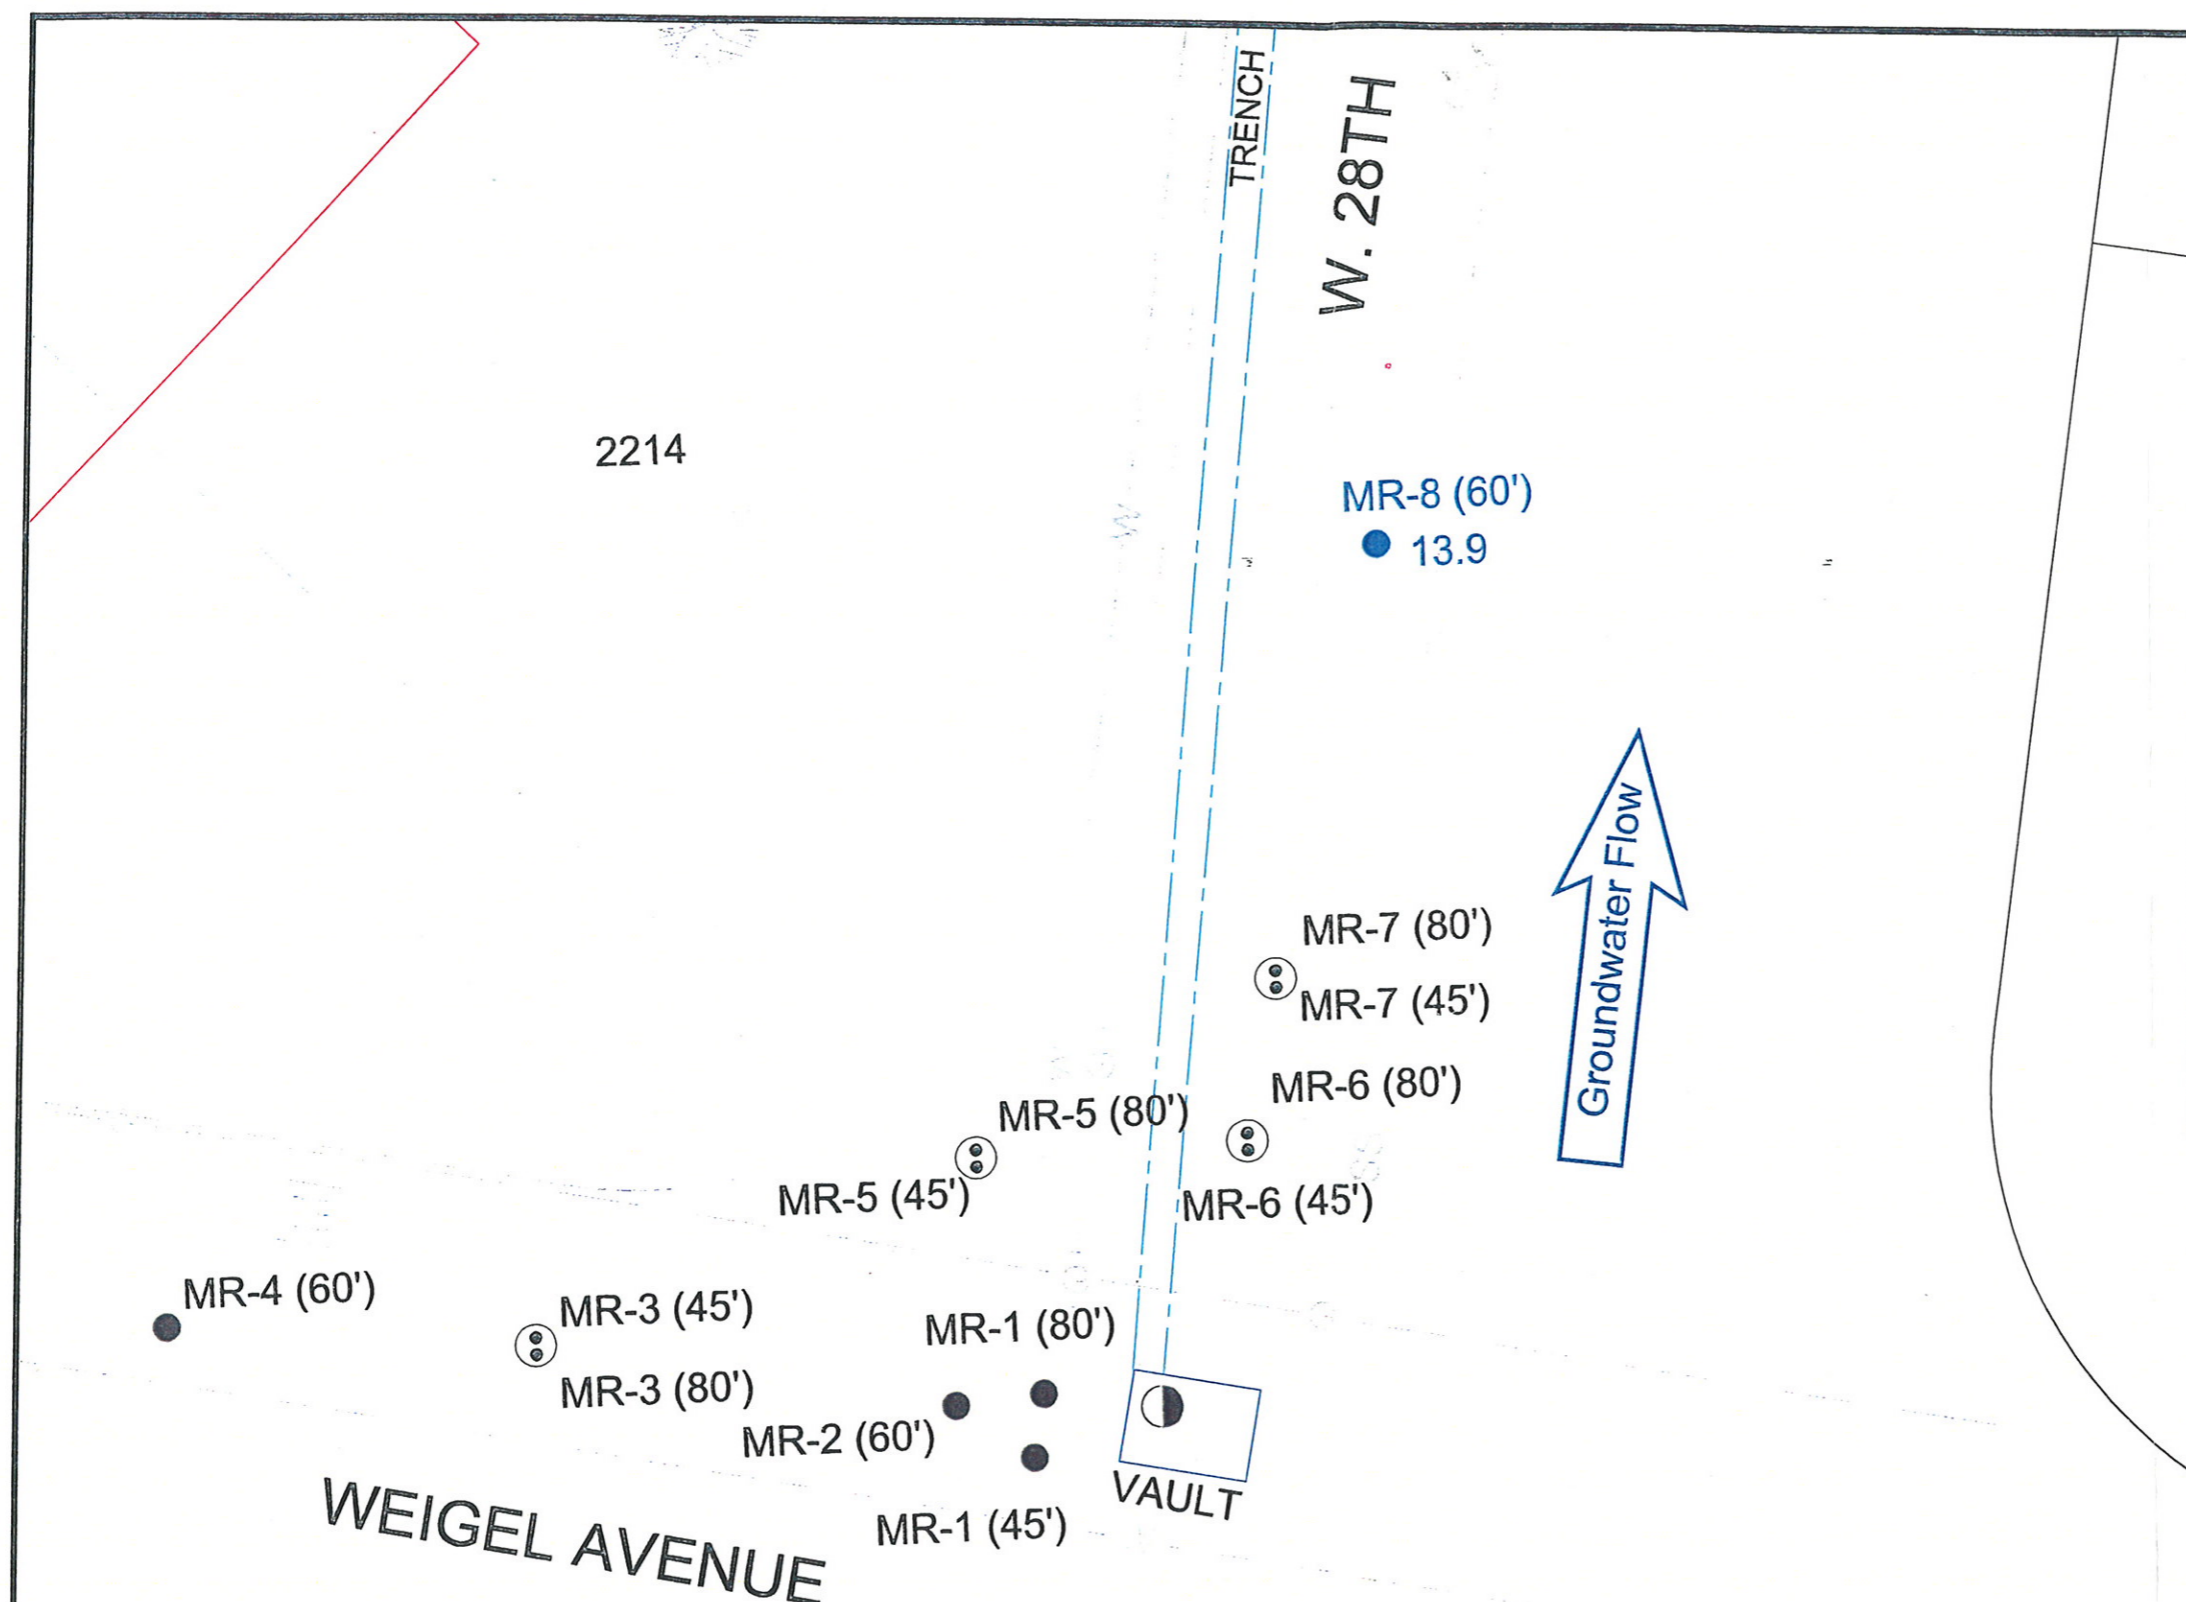 TRENCH
W. 28TH
2214
MR-8 (60')
13.9
Groundwater Flow
MR-7 (80')
MR-7 (45')
MR-6 (80')
MR-5 (80')
MR-5 (45')
MR-6 (45')
MR-4 (60')
MR-3 (45')
MR-1 (80')
MR-3 (80')
MR-2 (60')
VAULT
MR-1 (45')
WEIGEL AVENUE